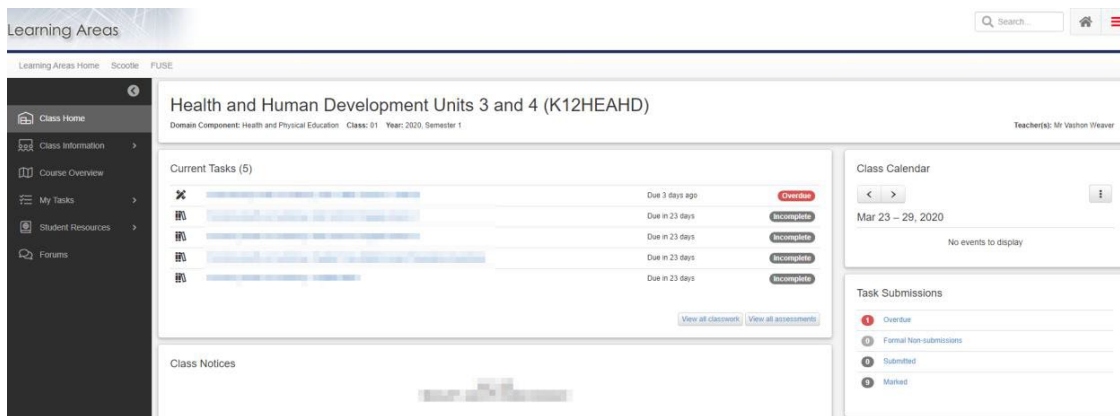 Learning Areas
Search...
Learning Areas Home Scootle FUSE
Class Home
Class Information
Course Overview
My Tasks
Student Resources
Forums
Health and Human Development Units 3 and 4 (K12HEAHD)
Domain Component: Health and Physical Education Class: 01 Year: 2020, Semester 1
Teacher(s): Mr Vashon Weaver
Current Tasks (5)
Due 3 days ago Overdue
Due in 23 days Incomplete
Due in 23 days Incomplete
Due in 23 days Incomplete
Due in 23 days Incomplete
View all classwork View all assessments
Class Notices
Class Calendar
Mar 23 – 29, 2020
No events to display
Task Submissions
1 Overdue
0 Formal Non-submissions
0 Submitted
9 Marked